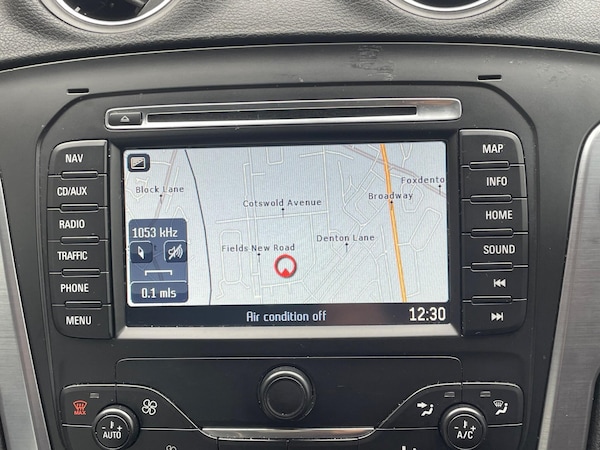 NAV
CD/AUX
RADIO
TRAFFIC
PHONE
MENU
MAP
INFO
HOME
SOUND
Block Lane
Cotswold Avenue
Foxdento
Broadway
1053 kHz
Fields New Road
Denton Lane
0.1 mls
Air condition off
12:30
MAX
AUTO
A/C